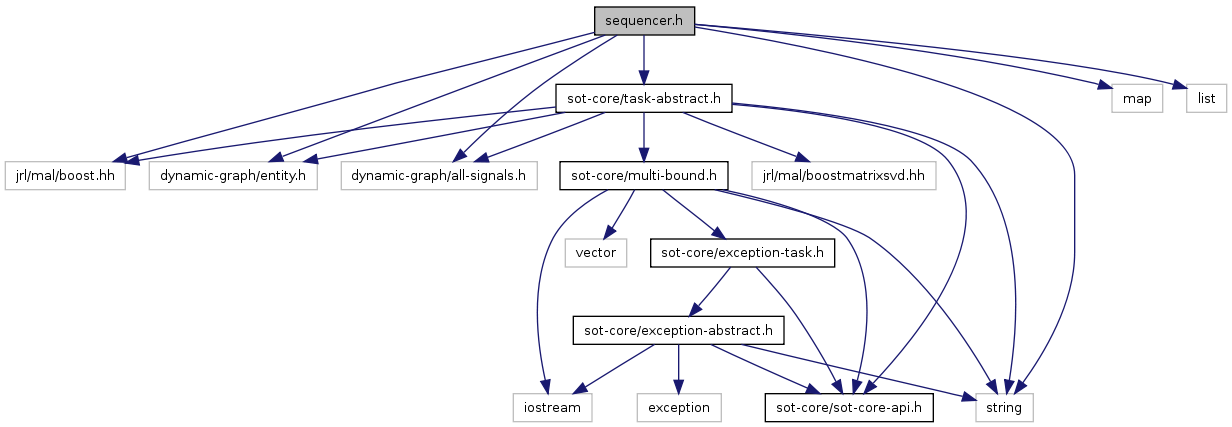 sequencer.h
sot-core/task-abstract.h
map
list
jrl/mal/boost.hh
dynamic-graph/entity.h
dynamic-graph/all-signals.h
sot-core/multi-bound.h
jrl/mal/boostmatrixsvd.hh
vector
sot-core/exception-task.h
sot-core/exception-abstract.h
iostream
exception
sot-core/sot-core-api.h
string